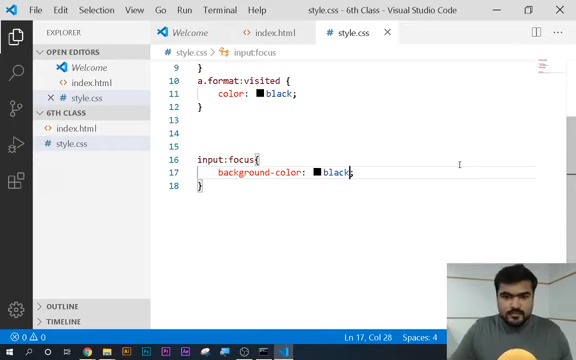 File Edit Selection View Go Run Terminal Help
style.css - 6th Class - Visual Studio Code
EXPLORER
OPEN EDITORS
Welcome
index.html
style.css
6TH CLASS
index.html
style.css
OUTLINE
TIMELINE
Welcome index.html style.css
style.css > input:focus
9 }
10 a.format:visited {
11 color: black;
12 }
13
14
15
16 input:focus{
17 background-color: black;
18 }
0 0 Ln 17, Col 28 Spaces: 4